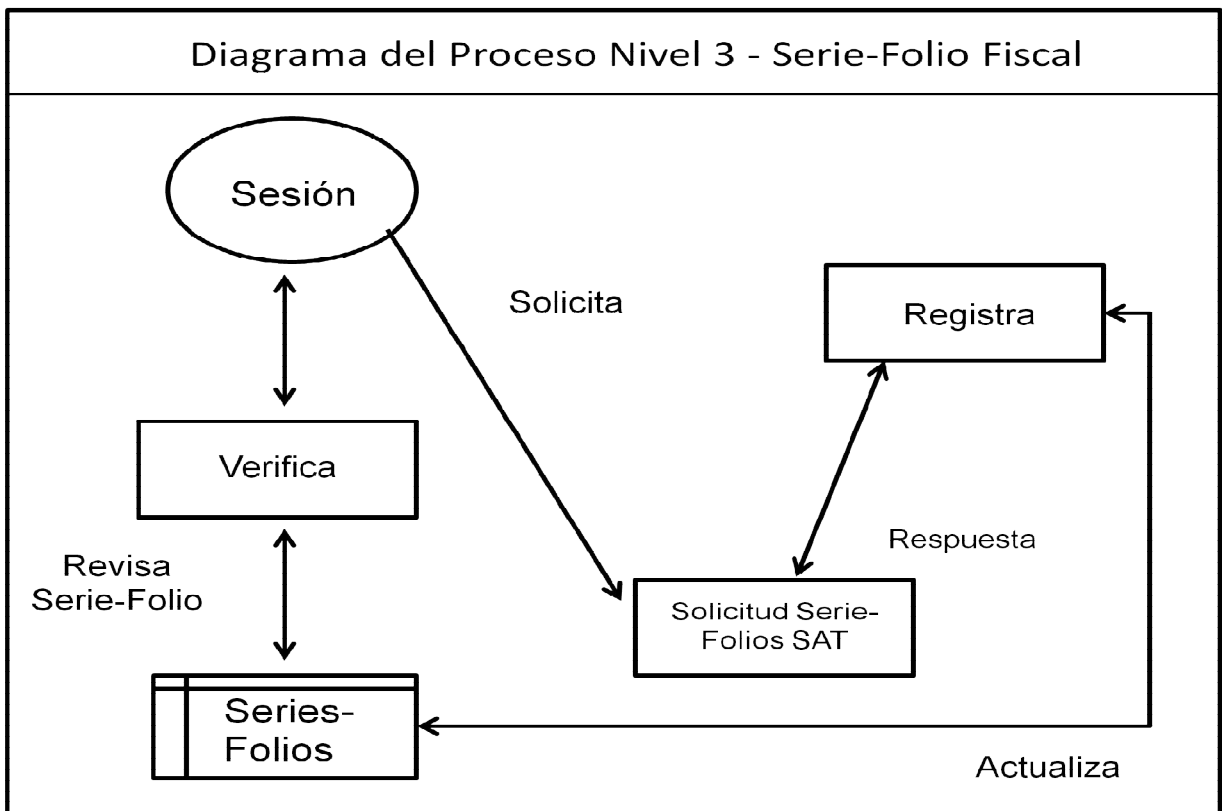 Diagrama del Proceso Nivel 3 - Serie-Folio Fiscal
Sesión
Solicita
Registra
Verifica
Respuesta
Revisa
Serie-Folio
Solicitud Serie-
Folios SAT
Series-
Folios
Actualiza